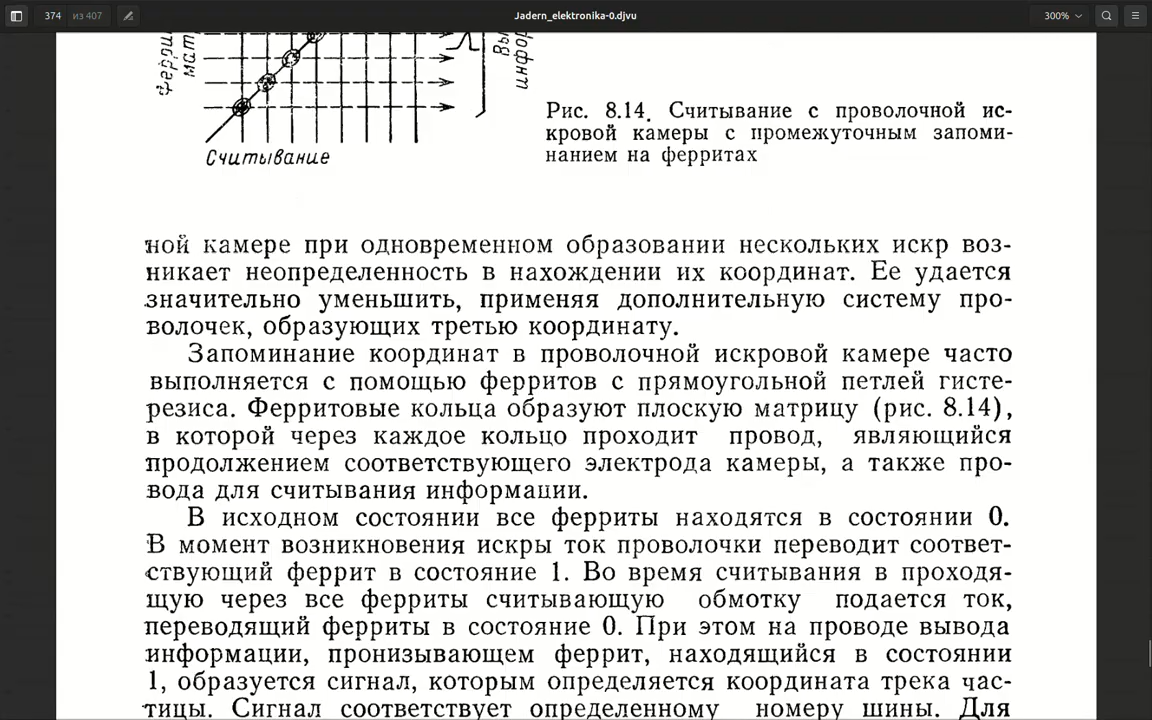 374
из 407
Jadern_elektronika-0.djvu
300%
Считывание
Рис. 8.14. Считывание с проволочной ис-
кровой камеры с промежуточным запоми-
нанием на ферритах
ной камере при одновременном образовании нескольких искр воз-
никает неопределенность в нахождении их координат. Ее удается
значительно уменьшить, применяя дополнительную систему про-
волочек, образующих третью координату.
Запоминание координат в проволочной искровой камере часто
выполняется с помощью ферритов с прямоугольной петлей гисте-
резиса. Ферритовые кольца образуют плоскую матрицу (рис. 8.14),
в которой через каждое кольцо проходит провод, являющийся
продолжением соответствующего электрода камеры, а также про-
вода для считывания информации.
В исходном состоянии все ферриты находятся в состоянии 0.
В момент возникновения искры ток проволочки переводит соответ-
ствующий феррит в состояние 1. Во время считывания в проходя-
щую через все ферриты считывающую обмотку подается ток,
переводящий ферриты в состояние 0. При этом на проводе вывода
информации, пронизывающем феррит, находящийся в состоянии
1, образуется сигнал, которым определяется координата трека час-
тицы. Сигнал соответствует определенному номеру шины. Для